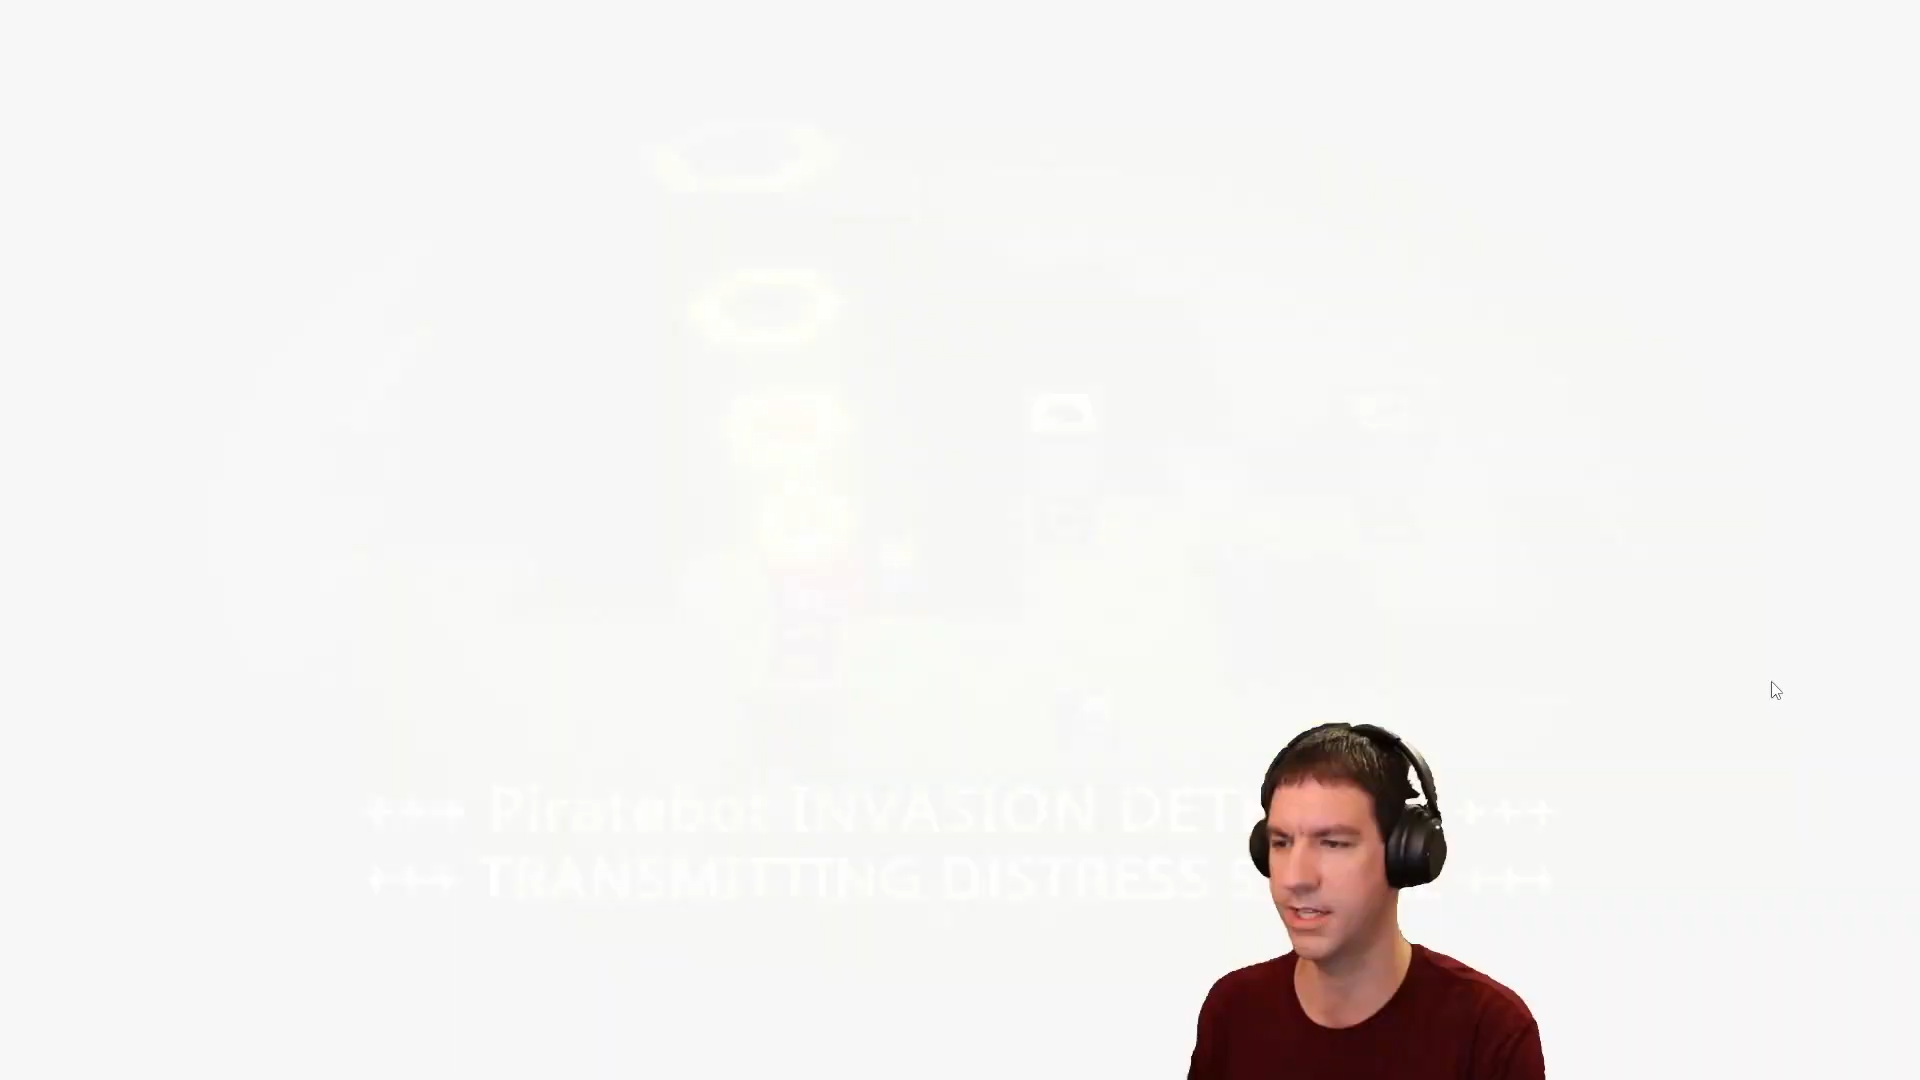 +++ Piratebot INVASION DET +++
+++ TRANSMITTING DISTRESS S +++